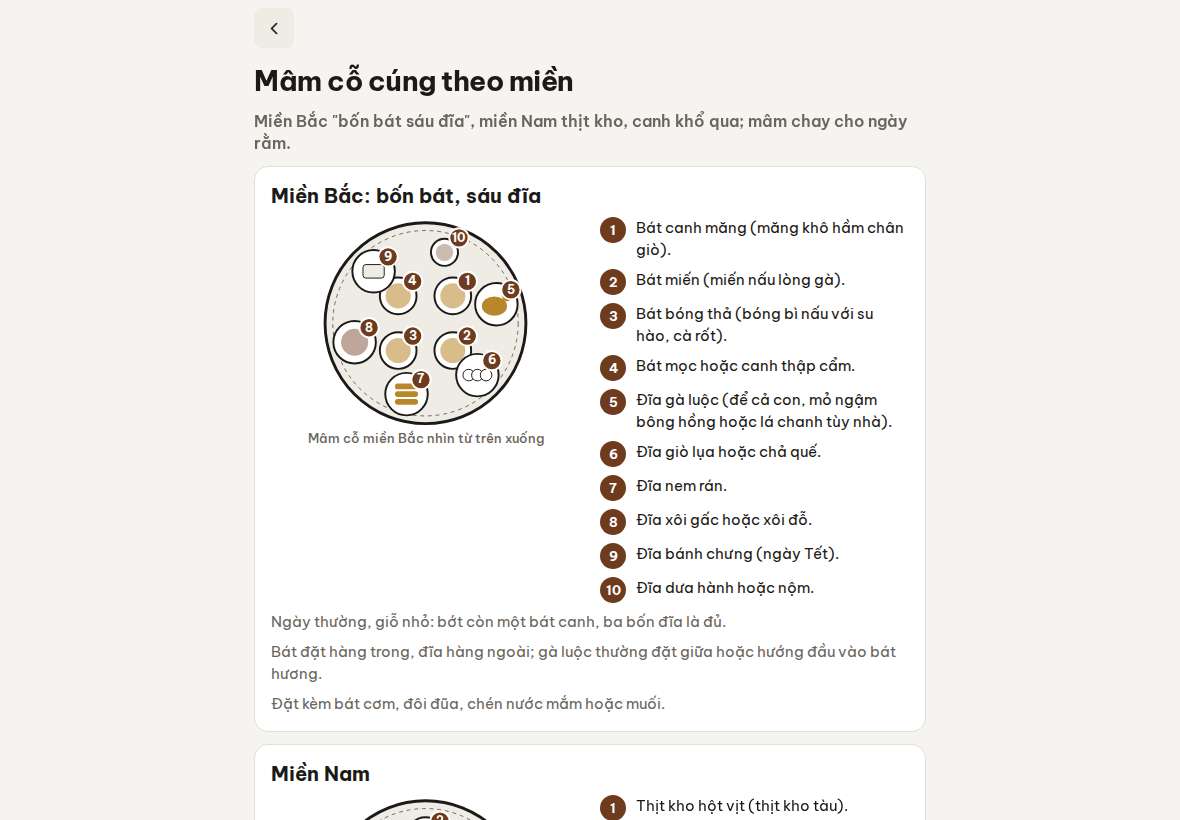 Mâm cỗ cúng theo miền
Miền Bắc "bốn bát sáu đĩa", miền Nam thịt kho, canh khổ qua; mâm chay cho ngày
rằm.
Miền Bắc: bốn bát, sáu đĩa
10
9
4
1
5
8
3
2
6
7
Mâm cỗ miền Bắc nhìn từ trên xuống
1 Bát canh măng (măng khô hầm chân
giò).
2 Bát miến (miến nấu lòng gà).
3 Bát bóng thả (bóng bì nấu với su
hào, cà rốt).
4 Bát mọc hoặc canh thập cẩm.
5 Đĩa gà luộc (để cả con, mỏ ngậm
bông hồng hoặc lá chanh tùy nhà).
6 Đĩa giò lụa hoặc chả quế.
7 Đĩa nem rán.
8 Đĩa xôi gấc hoặc xôi đỗ.
9 Đĩa bánh chưng (ngày Tết).
10 Đĩa dưa hành hoặc nộm.
Ngày thường, giỗ nhỏ: bớt còn một bát canh, ba bốn đĩa là đủ.
Bát đặt hàng trong, đĩa hàng ngoài; gà luộc thường đặt giữa hoặc hướng đầu vào bát
hương.
Đặt kèm bát cơm, đôi đũa, chén nước mắm hoặc muối.
Miền Nam
1 Thịt kho hột vịt (thịt kho tàu).